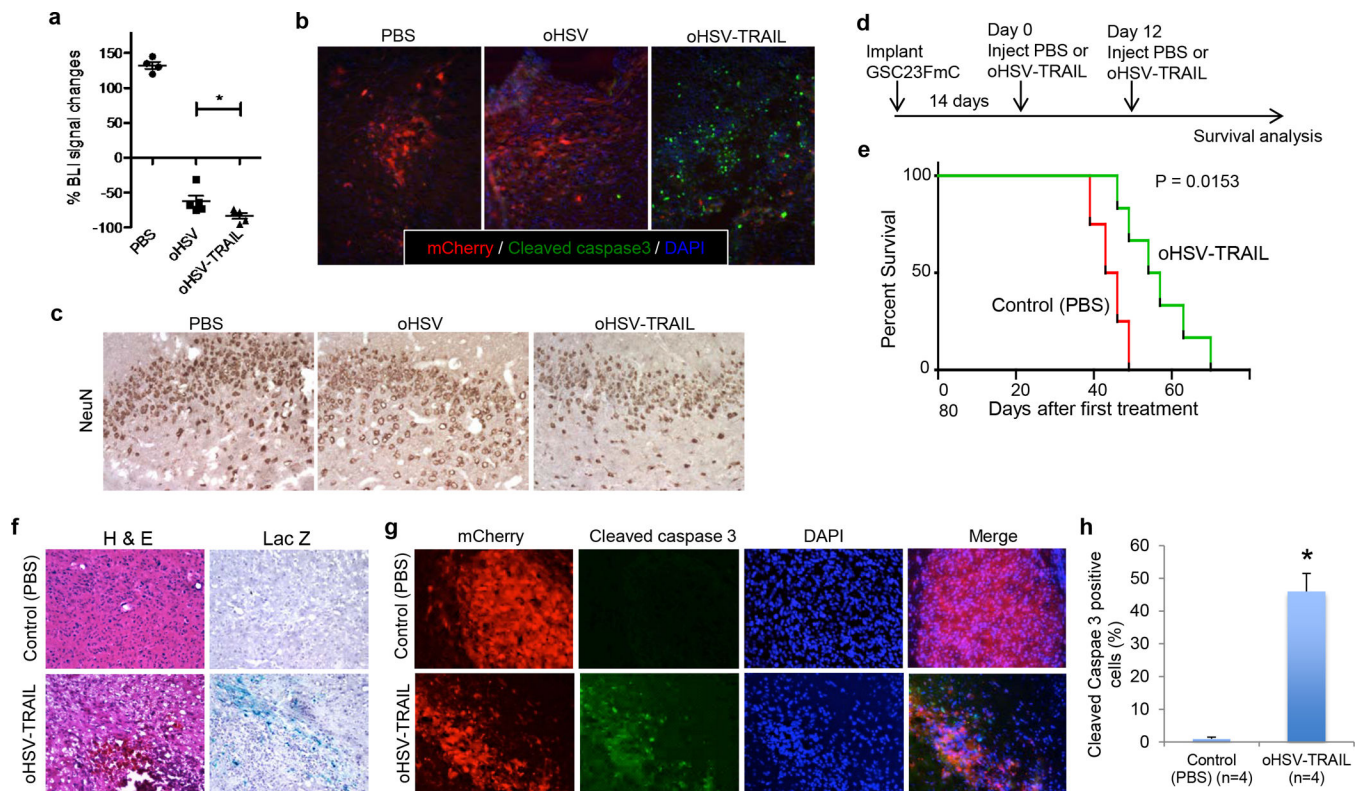 a
% BLI signal changes
150
100
50
0
-50
-100
*
PBS
oHSV
oHSV-TRAIL
b
PBS
oHSV
oHSV-TRAIL
mCherry / Cleaved caspase3 / DAPI
c
PBS
oHSV
oHSV-TRAIL
NeuN
d
Implant
GSC23FmC
14 days
Day 0
Inject PBS or
oHSV-TRAIL
Day 12
Inject PBS or
oHSV-TRAIL
Survival analysis
e
Percent Survival
100
50
0
P = 0.0153
oHSV-TRAIL
Control (PBS)
0
20
40
60
80
Days after first treatment
f
H & E
Lac Z
Control (PBS)
oHSV-TRAIL
g
mCherry
Cleaved caspase 3
DAPI
Merge
Control (PBS)
oHSV-TRAIL
h
Cleaved Caspae 3 positive
cells (%)
60
50
40
30
20
10
0
*
Control
(PBS) (n=4)
oHSV-TRAIL
(n=4)